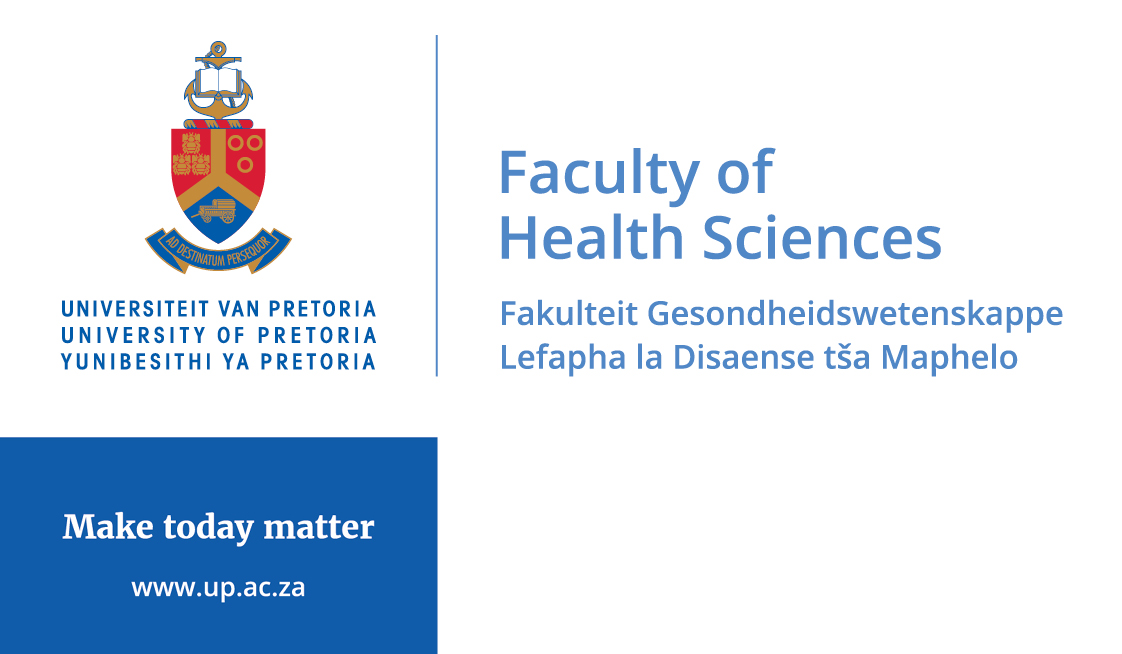 AD DESTINATUM PERSEQUOR
UNIVERSITEIT VAN PRETORIA
UNIVERSITY OF PRETORIA
YUNIBESITHI YA PRETORIA
Faculty of
Health Sciences
Fakulteit Gesondheidswetenskappe
Lefapha la Disaense tša Maphelo
Make today matter
www.up.ac.za